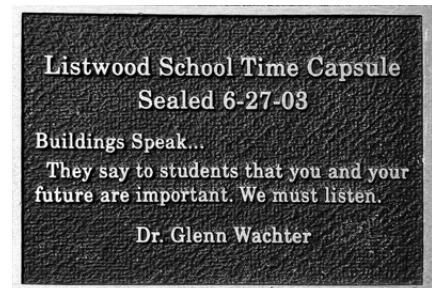 Listwood School Time Capsule
Sealed 6-27-03
Buildings Speak...
They say to students that you and your
future are important. We must listen.
Dr. Glenn Wachter